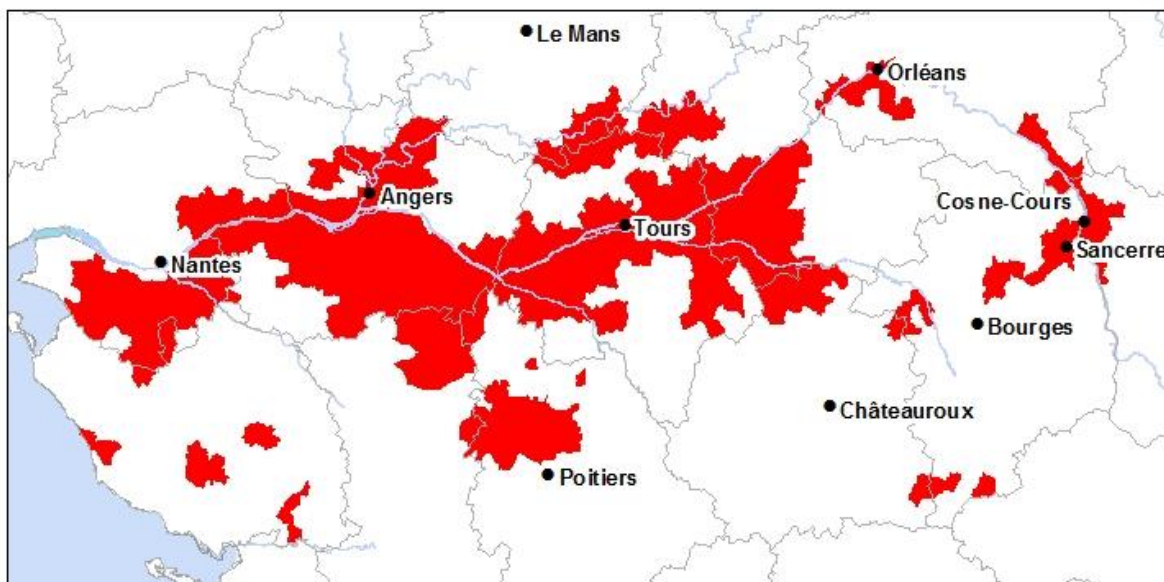 Le Mans
Orléans
Angers
Cosne-Cours
Tours
Sancerre
Nantes
Bourges
Châteauroux
Poitiers